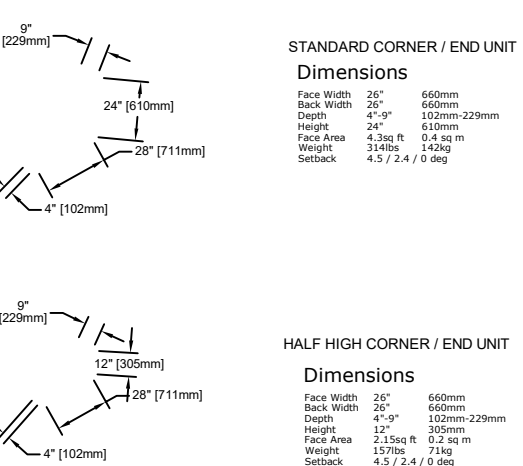 9"
[229mm]
24" [610mm]
28" [711mm]
4" [102mm]
STANDARD CORNER / END UNIT
Dimensions
Face Width 26" 660mm
Back Width 26" 660mm
Depth 4"-9" 102mm-229mm
Height 24" 610mm
Face Area 4.3sq ft 0.4 sq m
Weight 314lbs 142kg
Setback 4.5 / 2.4 / 0 deg
9"
[229mm]
12" [305mm]
28" [711mm]
4" [102mm]
HALF HIGH CORNER / END UNIT
Dimensions
Face Width 26" 660mm
Back Width 26" 660mm
Depth 4"-9" 102mm-229mm
Height 12" 305mm
Face Area 2.15sq ft 0.2 sq m
Weight 157lbs 71kg
Setback 4.5 / 2.4 / 0 deg